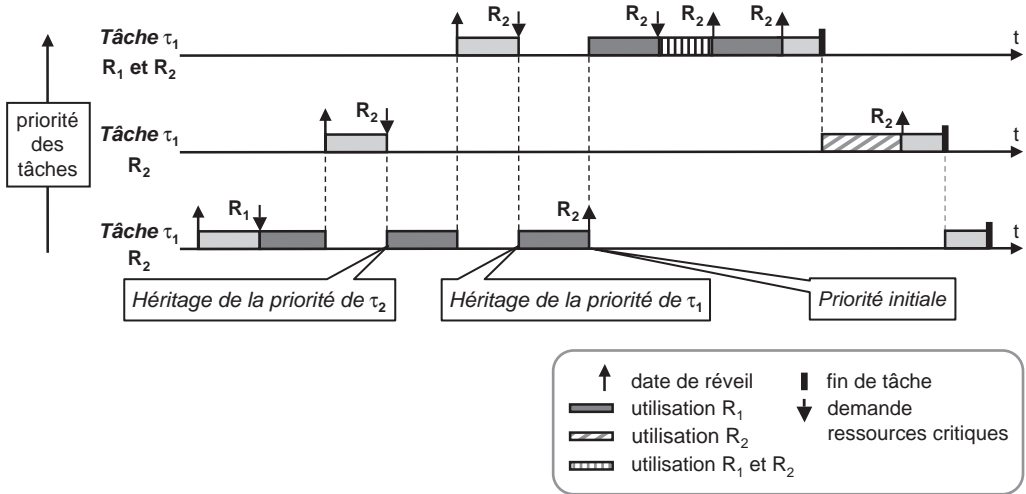 R₂ R₂ R₂ R₂
Tâche τ₁
R₁ et R₂
t
priorité
des
tâches
R₂ R₂
Tâche τ₁
R₂
t
R₁ R₂
Tâche τ₁
R₂
t
Héritage de la priorité de τ₂
Héritage de la priorité de τ₁
Priorité initiale
date de réveil
fin de tâche
utilisation R₁
demande
ressources critiques
utilisation R₂
utilisation R₁ et R₂